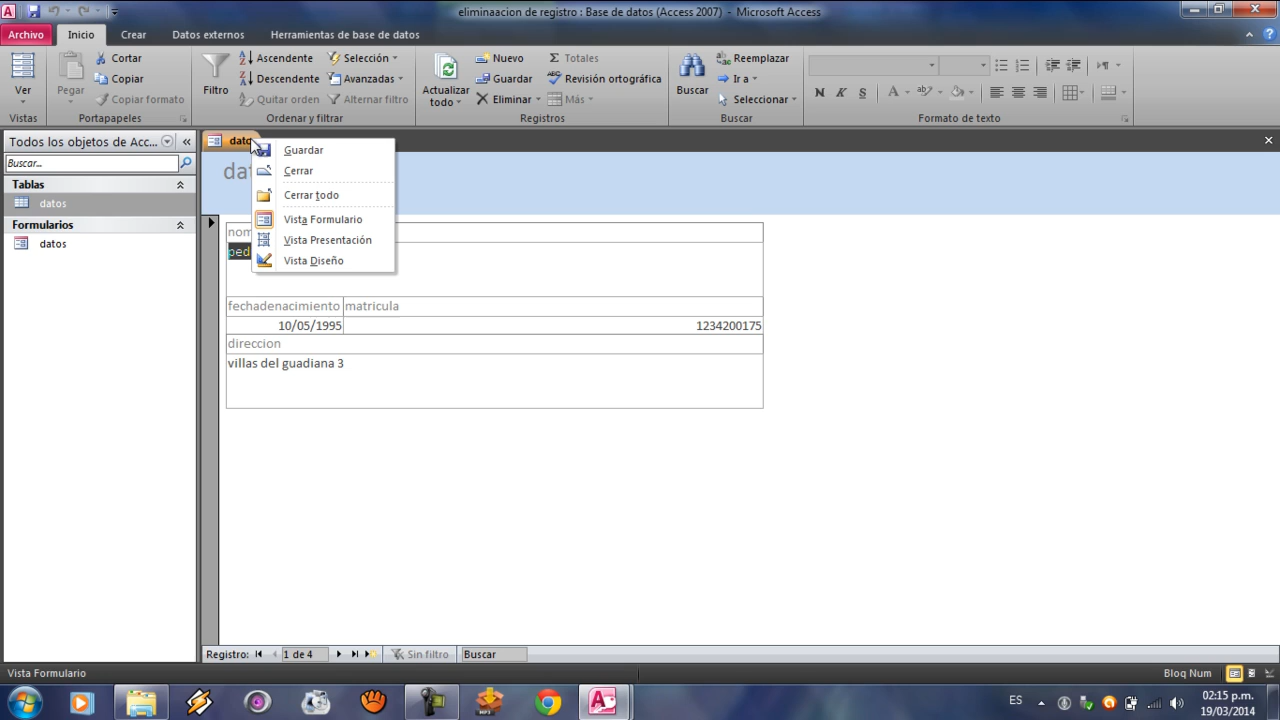 eliminaacion de registro : Base de datos (Access 2007) - Microsoft Access
Archivo Inicio Crear Datos externos Herramientas de base de datos
Ver
Vistas
Pegar
Cortar
Copiar
Copiar formato
Portapapeles
Filtro
Ascendente
Descendente
Quitar orden
Selección
Avanzadas
Alternar filtro
Ordenar y filtrar
Actualizar
todo
Nuevo
Guardar
Eliminar
Totales
Revisión ortográfica
Más
Registros
Buscar
Reemplazar
Ir a
Seleccionar
Buscar
N K S
Formato de texto
Todos los objetos de Acc...
Buscar...
Tablas
datos
Formularios
datos
dato
Guardar
Cerrar
Cerrar todo
Vista Formulario
Vista Presentación
Vista Diseño
dat
nom
ped
fechadenacimiento matricula
10/05/1995 1234200175
direccion
villas del guadiana 3
Registro: 1 de 4 Sin filtro Buscar
Vista Formulario Bloq Num
MP3
ES 02:15 p.m.
19/03/2014